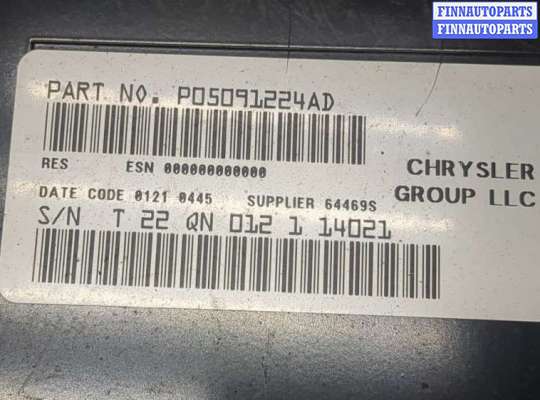 FINNAUTOPARTS
FINNAUTOPARTS
PART NO. P05091224AD
RES ESN 000000000000
CHRYSLER
GROUP LLC
DATE CODE 0121 0445 SUPPLIER 64469S
S/N T 22 QN 012 1 14021